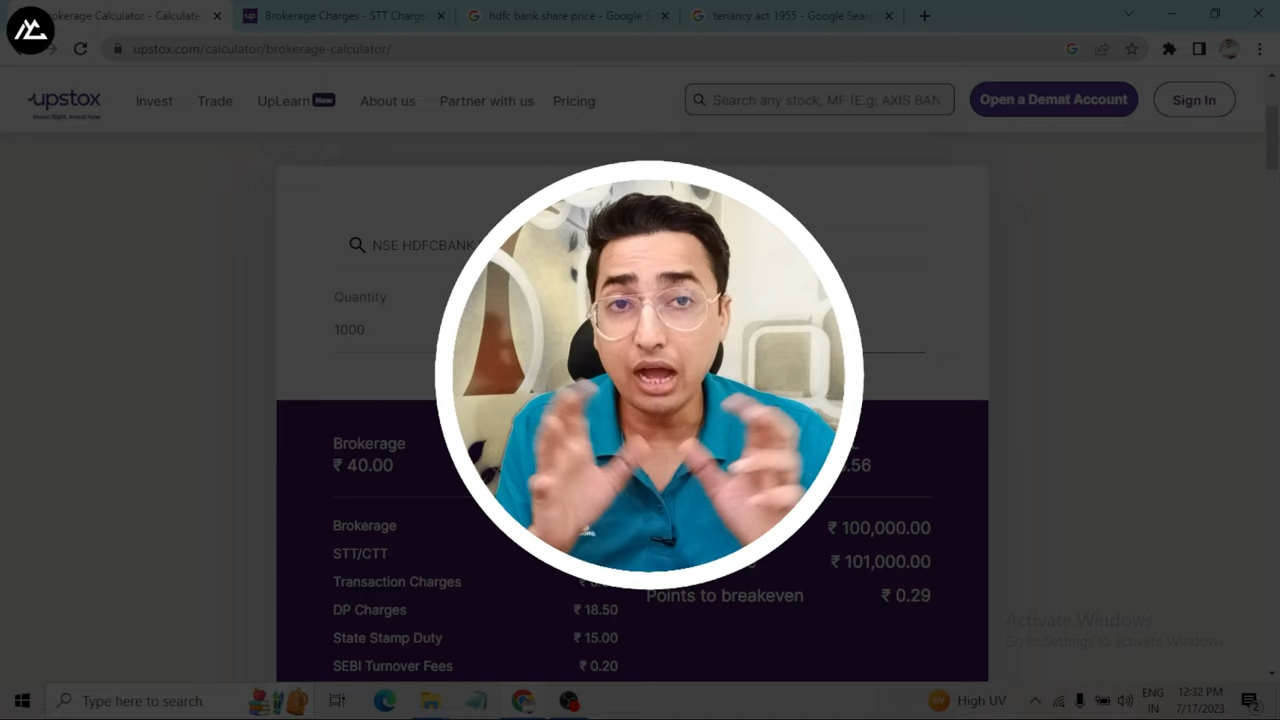 okerage Calculator - Calculate
Brokerage Charges - STT Charge
hdfc bank share price - Google S
tenancy act 1955 - Google Sear
upstox.com/calculator/brokerage-calculator/
upstox
Invest Right, Invest Now
Invest
Trade
UpLearn New
About us
Partner with us
Pricing
Search any stock, MF (E.g: AXIS BAN
Open a Demat Account
Sign In
NSE HDFCBANK
Quantity
1000
Brokerage
₹ 40.00
.56
Brokerage
₹ 100,000.00
STT/CTT
₹ 101,000.00
Transaction Charges
DP Charges
₹ 18.50
Points to breakeven
₹ 0.29
State Stamp Duty
₹ 15.00
SEBI Turnover Fees
₹ 0.20
Activate Windows
Go to Settings to activate Windows.
Type here to search
High UV
ENG
IN
12:32 PM
7/17/2023
2